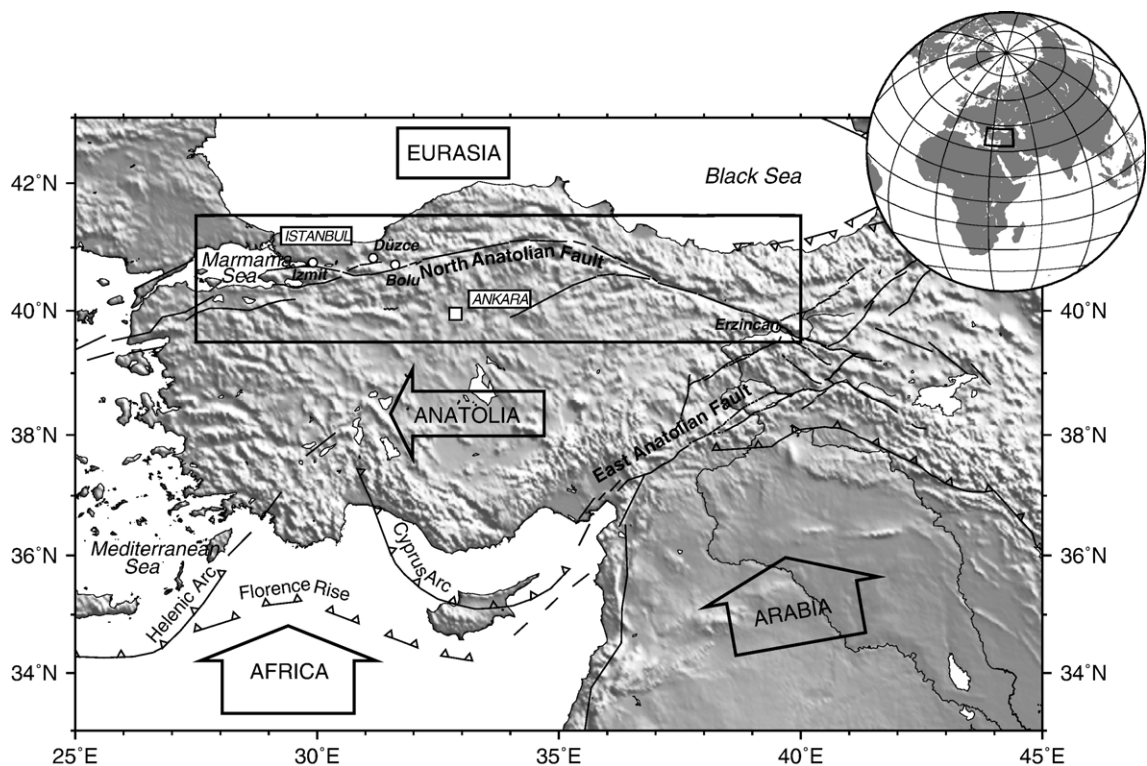 EURASIA
Black Sea
42˚N
ISTANBUL
Düzce
Marmara
Sea
Izmit
Bolu
North Anatolian Fault
40˚N
40˚N
ANKARA
Erzincan
ANATOLIA
38˚N
38˚N
East Anatolian Fault
36˚N
36˚N
Mediterranean
Sea
Cyprus Arc
Helenic Arc
Florence Rise
ARABIA
34˚N
34˚N
AFRICA
25˚E
30˚E
35˚E
40˚E
45˚E